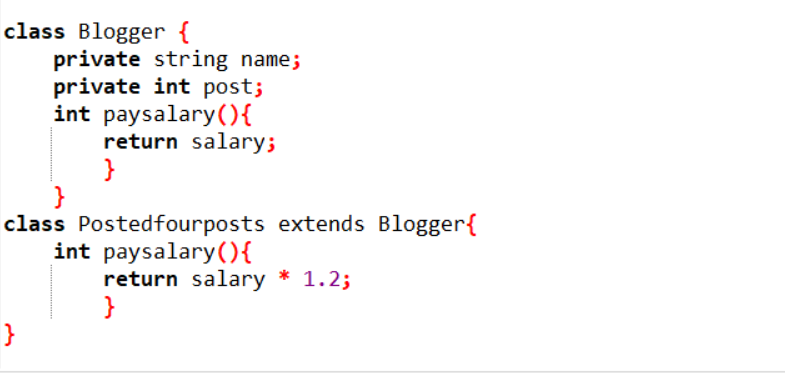 class Blogger {
    private string name;
    private int post;
    int paysalary(){
        return salary;
        }
    }
class Postedfourposts extends Blogger{
    int paysalary(){
        return salary * 1.2;
        }
}